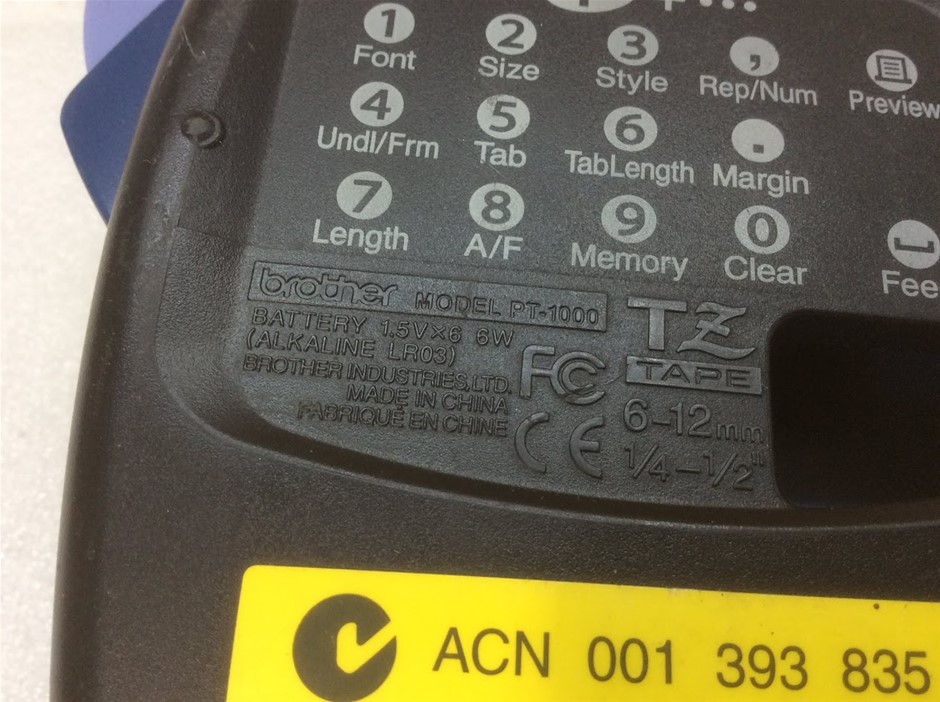 1 2 3 ,
Font Size Style Rep/Num Preview
4 5 6 .
Undl/Frm Tab TabLength Margin
7 8 9 0
Length A/F Memory Clear Fee
brother MODEL PT-1000
BATTERY 1.5V×6 6W
(ALKALINE LR03)
BROTHER INDUSTRIES, LTD.
MADE IN CHINA
FABRIQUÉ EN CHINE
FC
CE
TZ
TAPE
6-12mm
1/4-1/2"
ACN 001 393 835